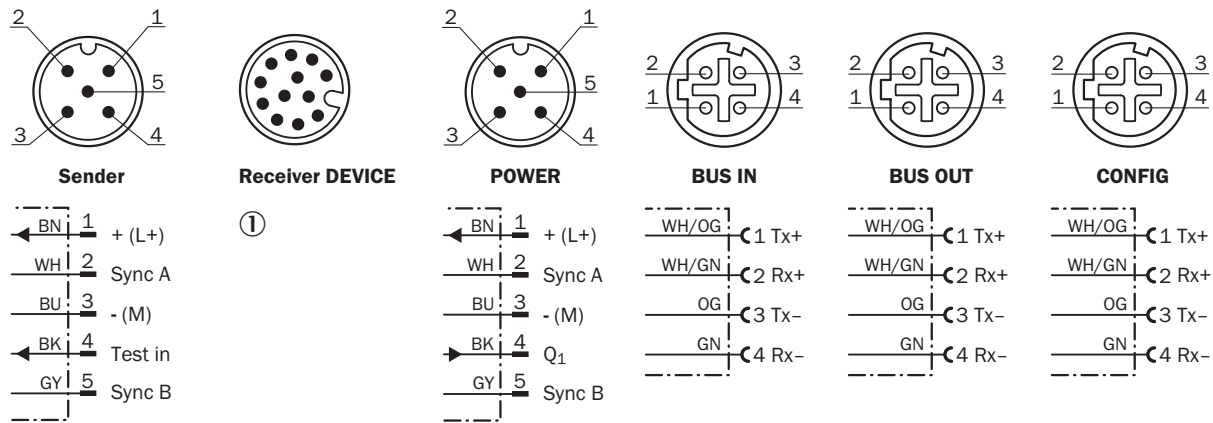 2 1
5
3 4
Sender
BN 1 + (L+)
WH 2 Sync A
BU 3 - (M)
BK 4 Test in
GY 5 Sync B
Receiver DEVICE
①
2 1
5
3 4
POWER
BN 1 + (L+)
WH 2 Sync A
BU 3 - (M)
BK 4 Q₁
GY 5 Sync B
2 3
1 4
BUS IN
WH/OG 1 Tx+
WH/GN 2 Rx+
OG 3 Tx–
GN 4 Rx–
2 3
1 4
BUS OUT
WH/OG 1 Tx+
WH/GN 2 Rx+
OG 3 Tx–
GN 4 Rx–
2 3
1 4
CONFIG
WH/OG 1 Tx+
WH/GN 2 Rx+
OG 3 Tx–
GN 4 Rx–